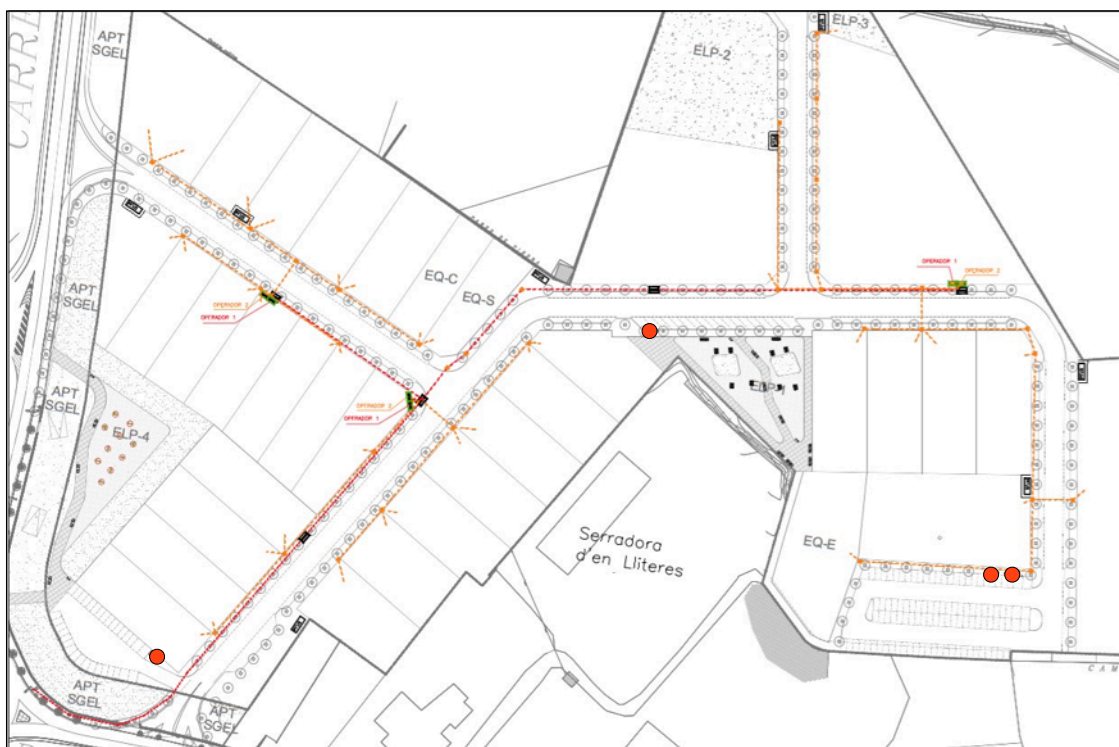 CARRE
APT
SGEL
ELP-2
ELP-3
EQ-C
EQ-S
OPERADOR 1
OPERADOR 2
APT
SGEL
OPERADOR 2
OPERADOR 1
APT
SGEL
ELP-4
OPERADOR 2
OPERADOR 1
Serradora
d'en Lliteres
EQ-E
APT
SGEL
APT
SGEL
CAM